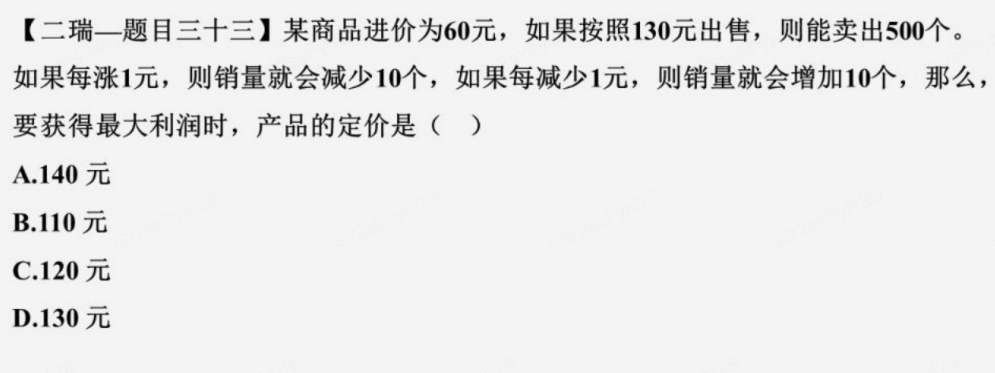 【二瑞—题目三十三】某商品进价为60元，如果按照130元出售，则能卖出500个。
如果每涨1元，则销量就会减少10个，如果每减少1元，则销量就会增加10个，那么，
要获得最大利润时，产品的定价是（ ）
A.140 元
B.110 元
C.120 元
D.130 元